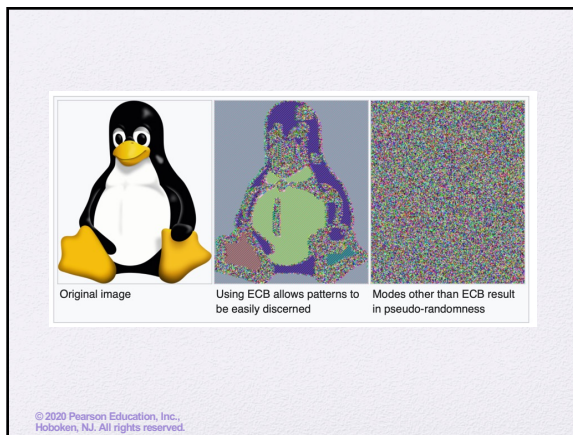 Original image
Using ECB allows patterns to
be easily discerned
Modes other than ECB result
in pseudo-randomness
© 2020 Pearson Education, Inc.,
Hoboken, NJ. All rights reserved.